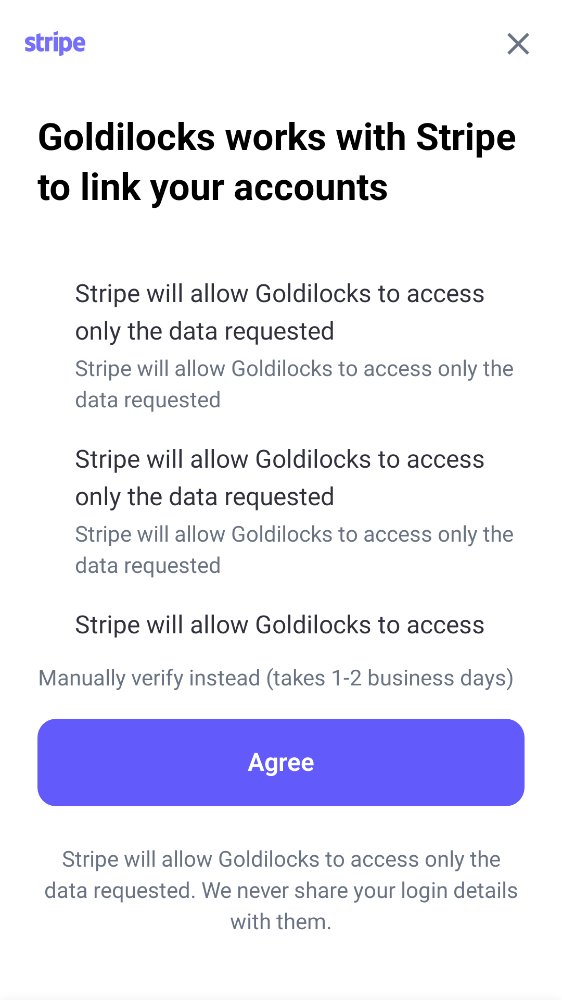 stripe
Goldilocks works with Stripe
to link your accounts
Stripe will allow Goldilocks to access
only the data requested
Stripe will allow Goldilocks to access only the
data requested
Stripe will allow Goldilocks to access
only the data requested
Stripe will allow Goldilocks to access only the
data requested
Stripe will allow Goldilocks to access
Manually verify instead (takes 1-2 business days)
Agree
Stripe will allow Goldilocks to access only the
data requested. We never share your login details
with them.